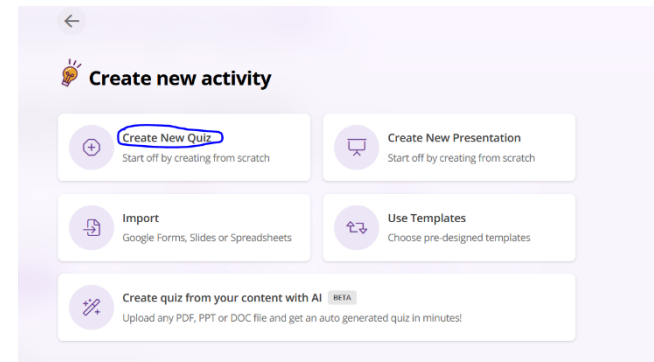 Create new activity
Create New Quiz
Start off by creating from scratch
Create New Presentation
Start off by creating from scratch
Import
Google Forms, Slides or Spreadsheets
Use Templates
Choose pre-designed templates
Create quiz from your content with AI BETA
Upload any PDF, PPT or DOC file and get an auto generated quiz in minutes!